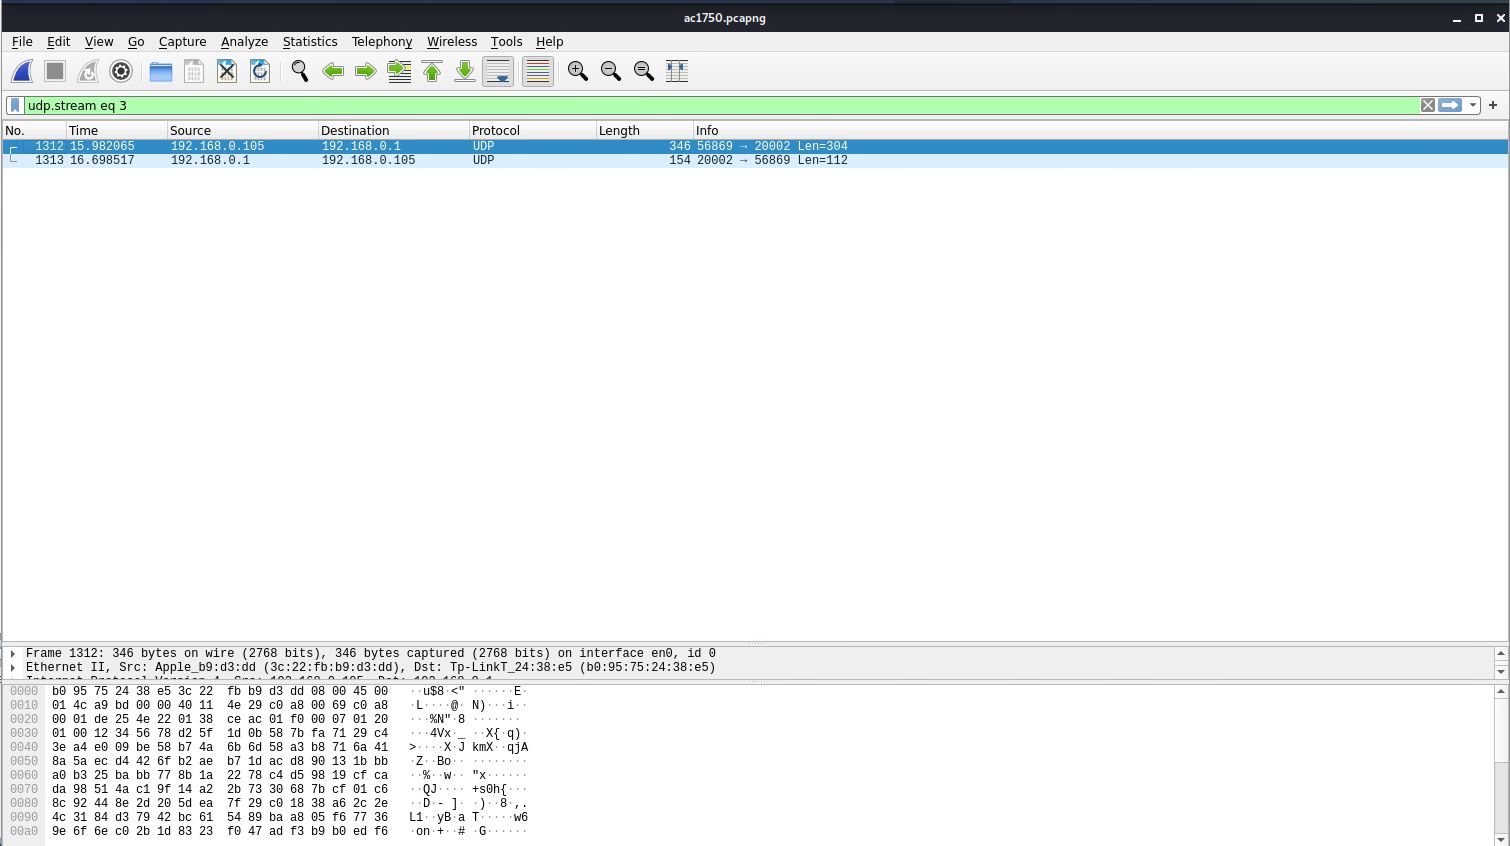 ac1750.pcapng
File Edit View Go Capture Analyze Statistics Telephony Wireless Tools Help
udp.stream eq 3
No. Time Source Destination Protocol Length Info
1312 15.982065 192.168.0.105 192.168.0.1 UDP 346 56869 → 20002 Len=304
1313 16.698517 192.168.0.1 192.168.0.105 UDP 154 20002 → 56869 Len=112
Frame 1312: 346 bytes on wire (2768 bits), 346 bytes captured (2768 bits) on interface en0, id 0
Ethernet II, Src: Apple_b9:d3:dd (3c:22:fb:b9:d3:dd), Dst: Tp-LinkT_24:38:e5 (b0:95:75:24:38:e5)
Internet Protocol Version 4, Src: 192.168.0.105, Dst: 192.168.0.1
0000 b0 95 75 24 38 e5 3c 22 fb b9 d3 dd 08 00 45 00 ··u$8·<" ······E·
0010 01 4c a9 bd 00 00 40 11 4e 29 c0 a8 00 69 c0 a8 ·L····@· N)···i··
0020 00 01 de 25 4e 22 01 38 ce ac 01 f0 00 07 01 20 ···%N"·8 ·······
0030 01 00 12 34 56 78 d2 5f 1d 0b 58 7b fa 71 29 c4 ···4Vx·_ ··X{·q)·
0040 3e a4 e0 09 be 58 b7 4a 6b 6d 58 a3 b8 71 6a 41 >····X·J kmX··qjA
0050 8a 5a ec d4 42 6f b2 ae b7 1d ac d8 90 13 1b bb ·Z··Bo·· ········
0060 a0 b3 25 ba bb 77 8b 1a 22 78 c4 d5 98 19 cf ca ··%··w·· "x······
0070 da 98 51 4a c1 9f 14 a2 2b 73 30 68 7b cf 01 c6 ··QJ···· +s0h{···
0080 8c 92 44 8e 2d 20 5d ea 7f 29 c0 18 38 a6 2c 2e ··D·- ]· ·)··8·,.
0090 4c 31 84 d3 79 42 bc 61 54 89 ba a8 05 f6 77 36 L1··yB·a T·····w6
00a0 9e 6f 6e c0 2b 1d 83 23 f0 47 ad f3 b9 b0 ed f6 ·on·+··# ·G······